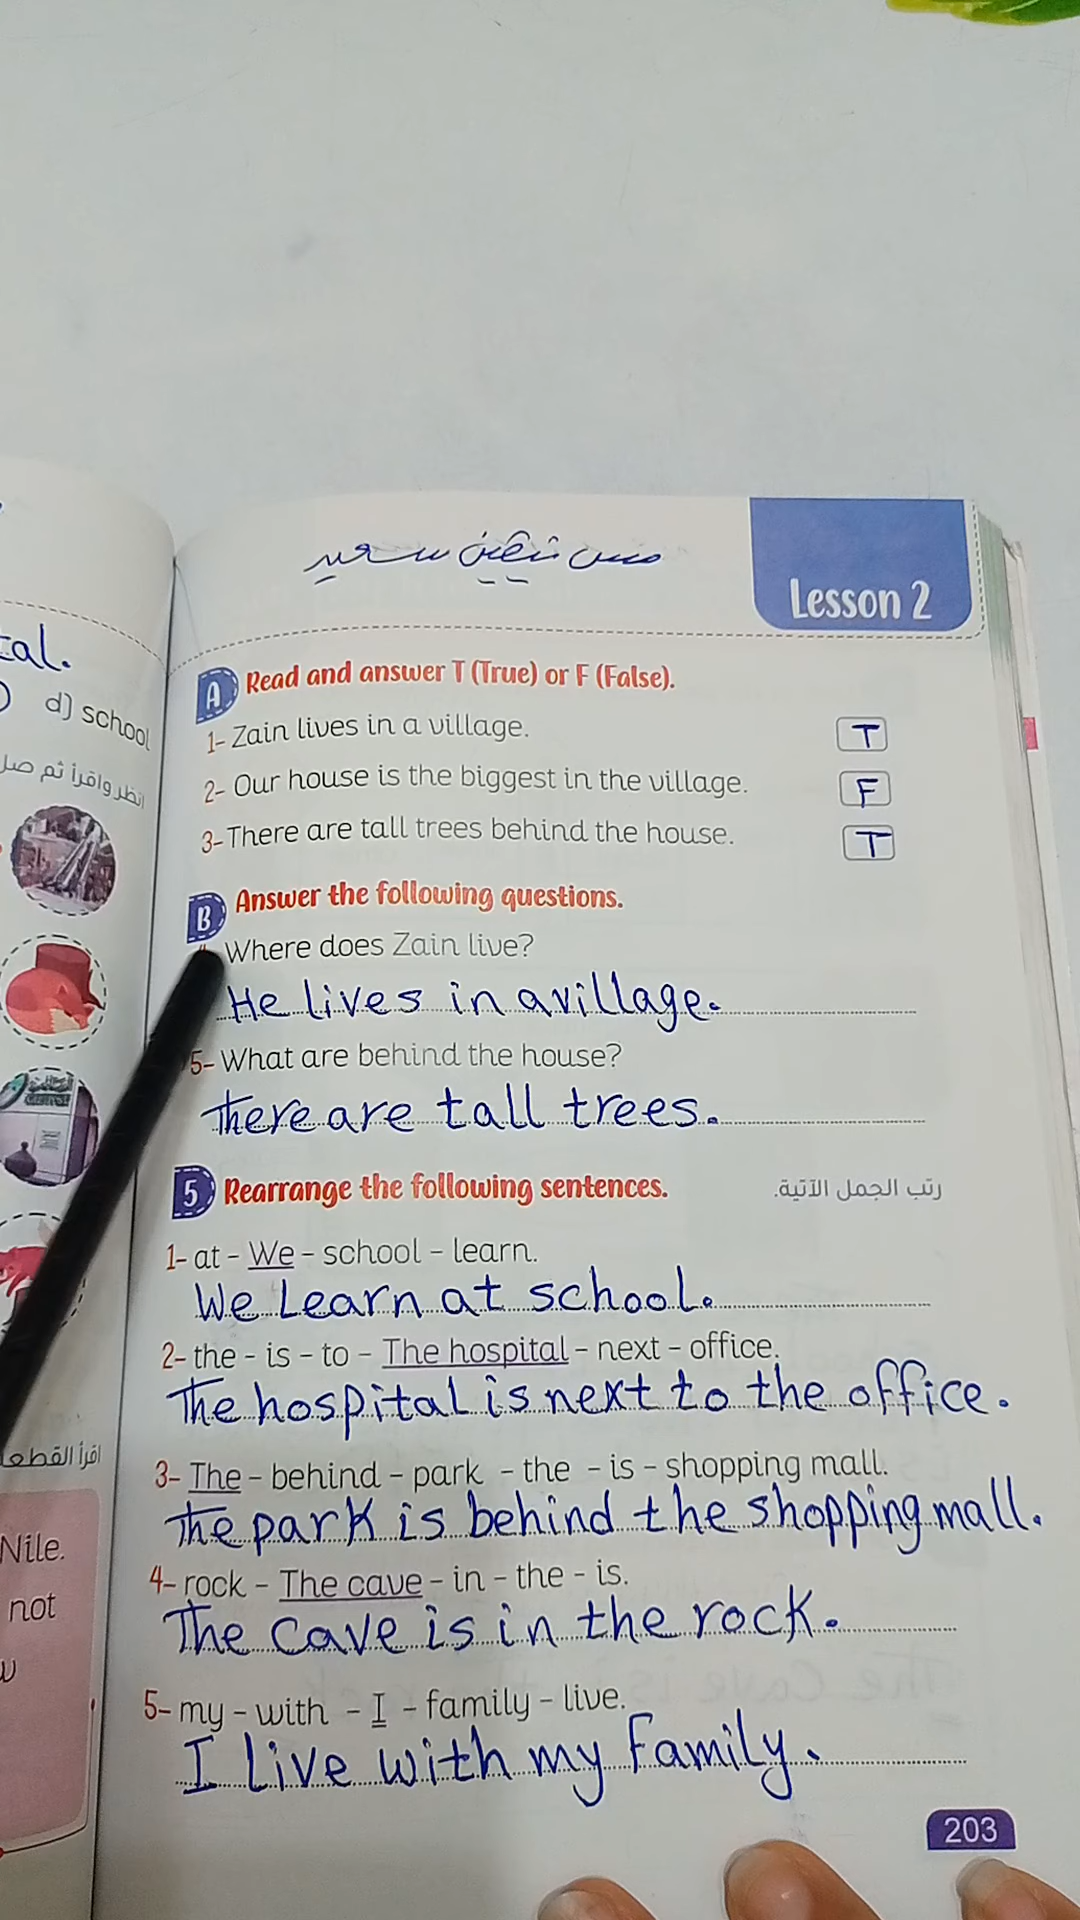 مس نيفين سعيد
Lesson 2
tal.
d) school
انظر واقرأ ثم صل
A Read and answer T (True) or F (False).
1- Zain lives in a village. T
2- Our house is the biggest in the village. F
3- There are tall trees behind the house. T
B Answer the following questions.
Where does Zain live?
He lives in a village.
5- What are behind the house?
There are tall trees.
5 Rearrange the following sentences.
رتب الجمل الآتية.
1- at - We - school - learn.
We Learn at school.
2- the - is - to - The hospital - next - office.
The hospital is next to the office.
3- The - behind - park - the - is - shopping mall.
The park is behind the shopping mall.
4- rock - The cave - in - the - is.
The cave is in the rock.
5- my - with - I - family - live.
I live with my Family.
اقرأ القطعة
Nile.
not
203